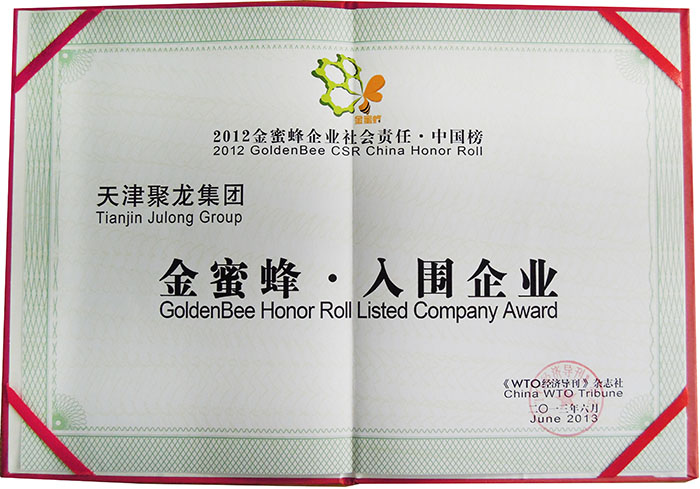 金蜜蜂
2012金蜜蜂企业社会责任·中国榜
2012 GoldenBee CSR China Honor Roll
天津聚龙集团
Tianjin Julong Group
金蜜蜂·入围企业
GoldenBee Honor Roll Listed Company Award
《WTO经济导刊》杂志社
China WTO Tribune
二〇一三年六月
June 2013